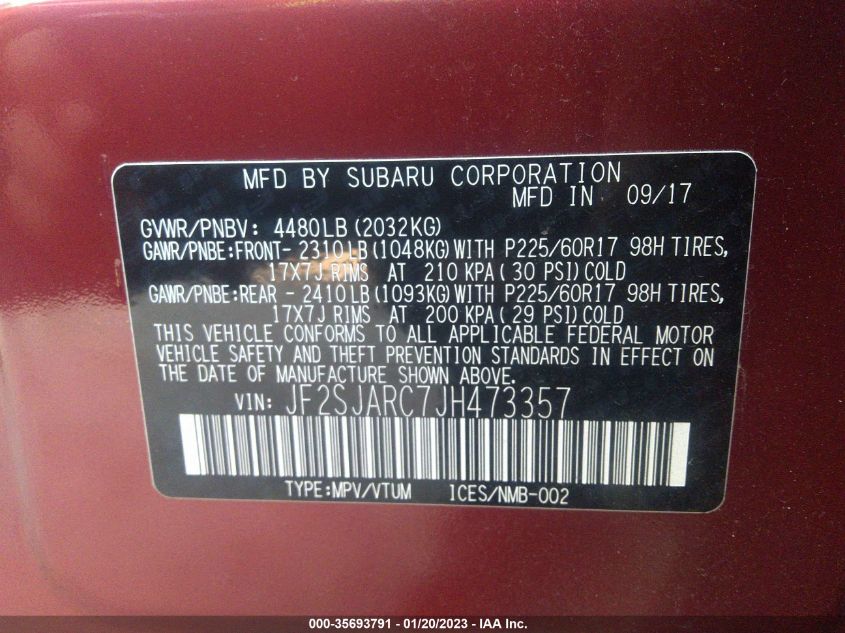 MFD BY SUBARU CORPORATION
MFD IN 09/17
GVWR/PNBV: 4480LB (2032KG)
GAWR/PNBE:FRONT- 2310LB (1048KG) WITH P225/60R17 98H TIRES,
17X7J RIMS AT 210 KPA ( 30 PSI) COLD
GAWR/PNBE:REAR - 2410LB (1093KG) WITH P225/60R17 98H TIRES,
17X7J RIMS AT 200 KPA ( 29 PSI) COLD
THIS VEHICLE CONFORMS TO ALL APPLICABLE FEDERAL MOTOR
VEHICLE SAFETY AND THEFT PREVENTION STANDARDS IN EFFECT ON
THE DATE OF MANUFACTURE SHOWN ABOVE.
VIN: JF2SJARC7JH473357
TYPE:MPV/VTUM ICES/NMB-002
000-35693791 - 01/20/2023 - IAA Inc.